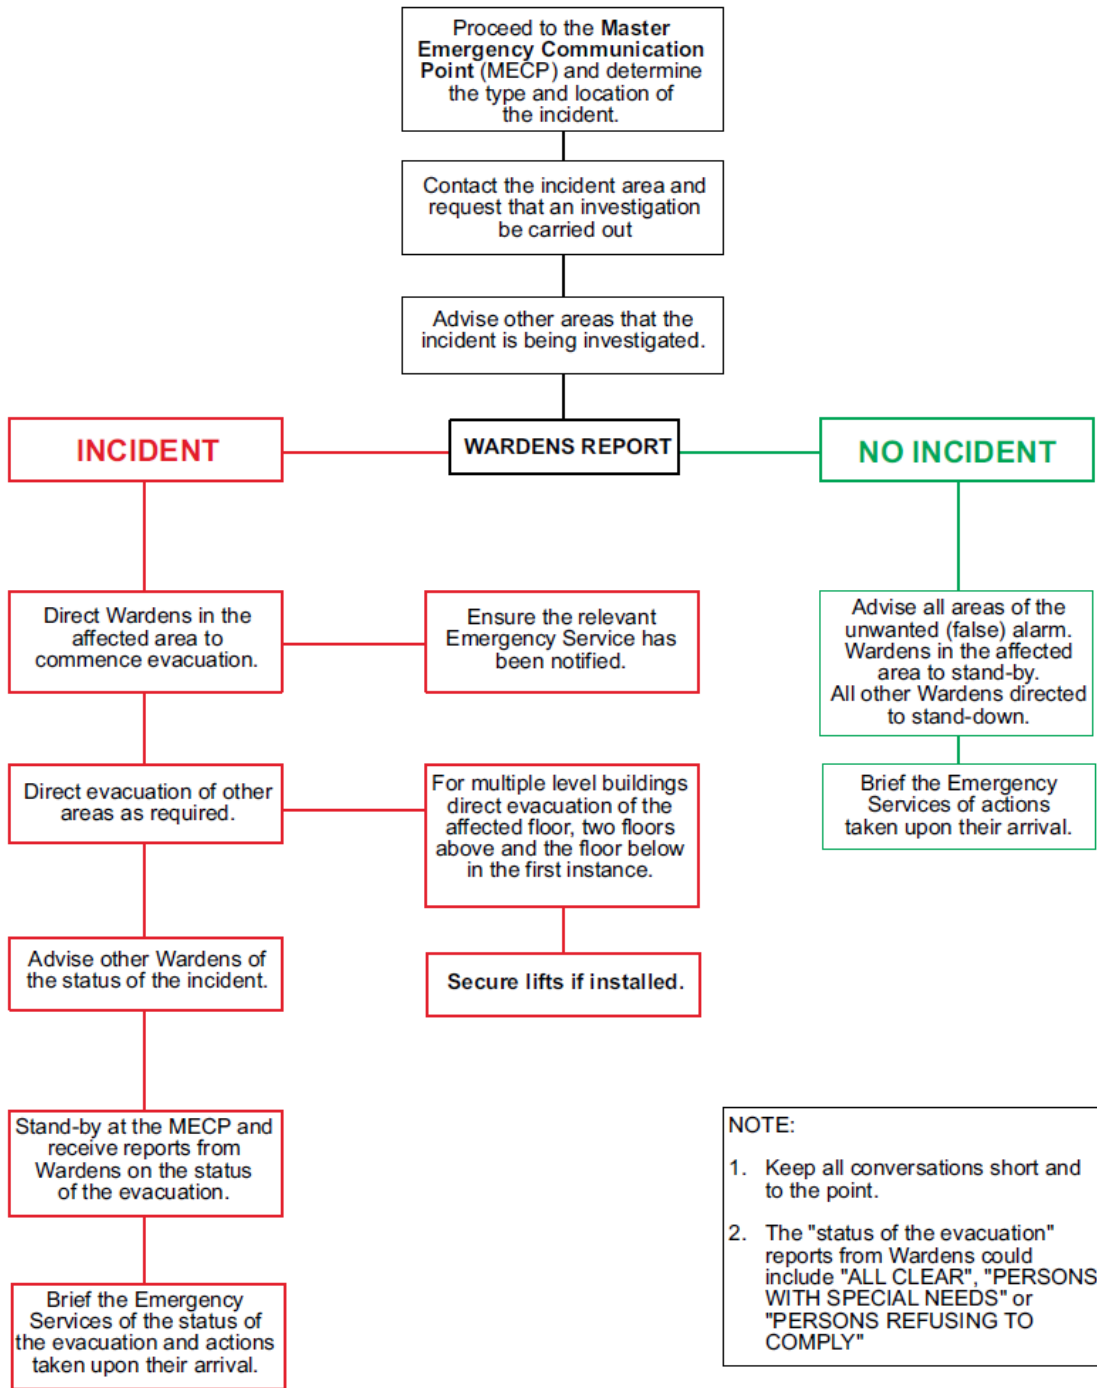 Proceed to the Master
Emergency Communication
Point (MECP) and determine
the type and location of
the incident.
Contact the incident area and
request that an investigation
be carried out
Advise other areas that the
incident is being investigated.
INCIDENT
WARDENS REPORT
NO INCIDENT
Direct Wardens in the
affected area to
commence evacuation.
Ensure the relevant
Emergency Service has
been notified.
Advise all areas of the
unwanted (false) alarm.
Wardens in the affected
area to stand-by.
All other Wardens directed
to stand-down.
Direct evacuation of other
areas as required.
For multiple level buildings
direct evacuation of the
affected floor, two floors
above and the floor below
in the first instance.
Brief the Emergency
Services of actions
taken upon their arrival.
Advise other Wardens of
the status of the incident.
Secure lifts if installed.
Stand-by at the MECP and
receive reports from
Wardens on the status
of the evacuation.
Brief the Emergency
Services of the status of
the evacuation and actions
taken upon their arrival.
NOTE:
1. Keep all conversations short and
to the point.
2. The "status of the evacuation"
reports from Wardens could
include "ALL CLEAR", "PERSONS
WITH SPECIAL NEEDS" or
"PERSONS REFUSING TO
COMPLY"